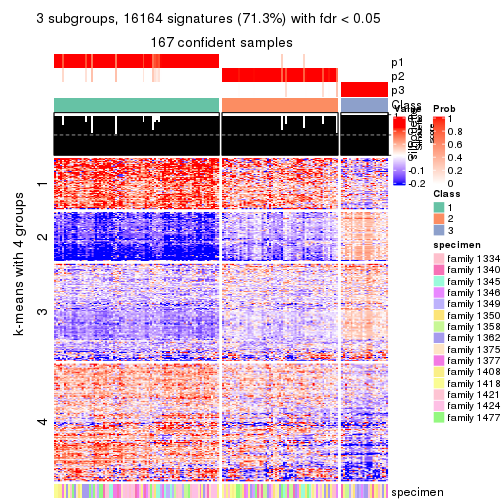 3 subgroups, 16164 signatures (71.3%) with fdr < 0.05
167 confident samples
p1
p2
p3
Class
k-means with 4 groups
1
2
3
4
specimen
Value
-0.1
-0.2
Prob
1
0.8
0.6
0.4
0.2
0
Class
1
2
3
specimen
family 1334
family 1340
family 1345
family 1346
family 1349
family 1350
family 1358
family 1362
family 1375
family 1377
family 1408
family 1418
family 1421
family 1424
family 1477